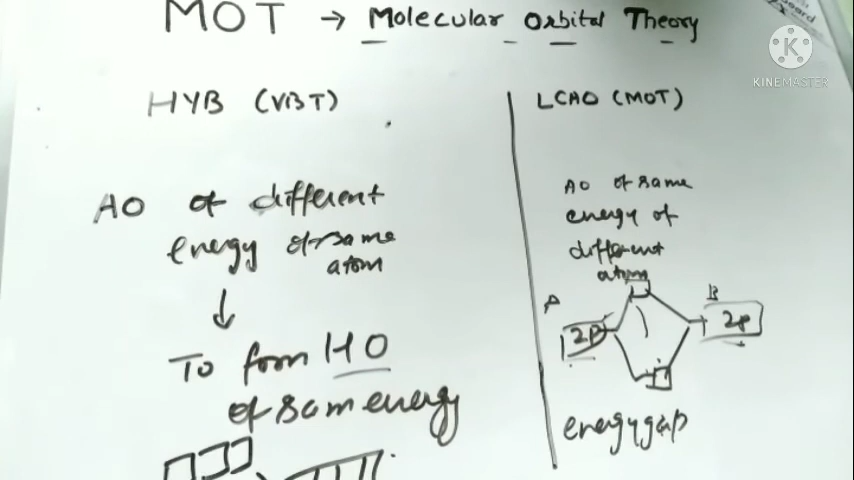 MOT → Molecular Orbital Theory
HYB (VBT)
AO of different
energy of same
atom
↓
To form HO
of sam energy
LCAO (MOT)
AO of same
energy of
different
atom
A
B
2p
2p
energy gap
K
KINEMASTER